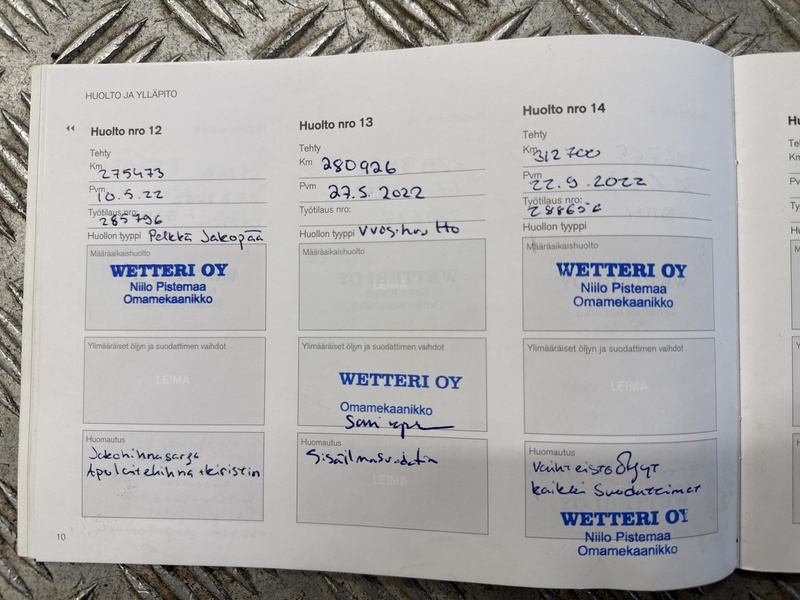 HUOLTO JA YLLÄPITO
Huolto nro 12
Tehty
Km 275473
Pvm 10.5.22
Työtilaus nro:
285796
Huollon tyyppi Pelkkä Jakopää
Määräaikaishuolto
WETTERI OY
Niilo Pistemaa
Omamekaanikko
Ylimääräiset öljyn ja suodattimen vaihdot
LEIMA
Huomautus
Jakohihnasarja
Apulaitehihna + kiristin
10
Huolto nro 13
Tehty
Km 280926
Pvm 27.5.2022
Työtilaus nro:
Huollon tyyppi Vuosihuolto
Määräaikaishuolto
LEIMA
Ylimääräiset öljyn ja suodattimen vaihdot
WETTERI OY
Omamekaanikko
Huomautus
Sisäilmasuodatin
LEIMA
Huolto nro 14
Tehty
Km 312700
Pvm 22.9.2022
Työtilaus nro:
Huollon tyyppi
Määräaikaishuolto
WETTERI OY
Niilo Pistemaa
Omamekaanikko
Ylimääräiset öljyn ja suodattimen vaihdot
LEIMA
Huomautus
Vaihteisto Öljyt
kaikki Suodattimet
WETTERI OY
Niilo Pistemaa
Omamekaanikko